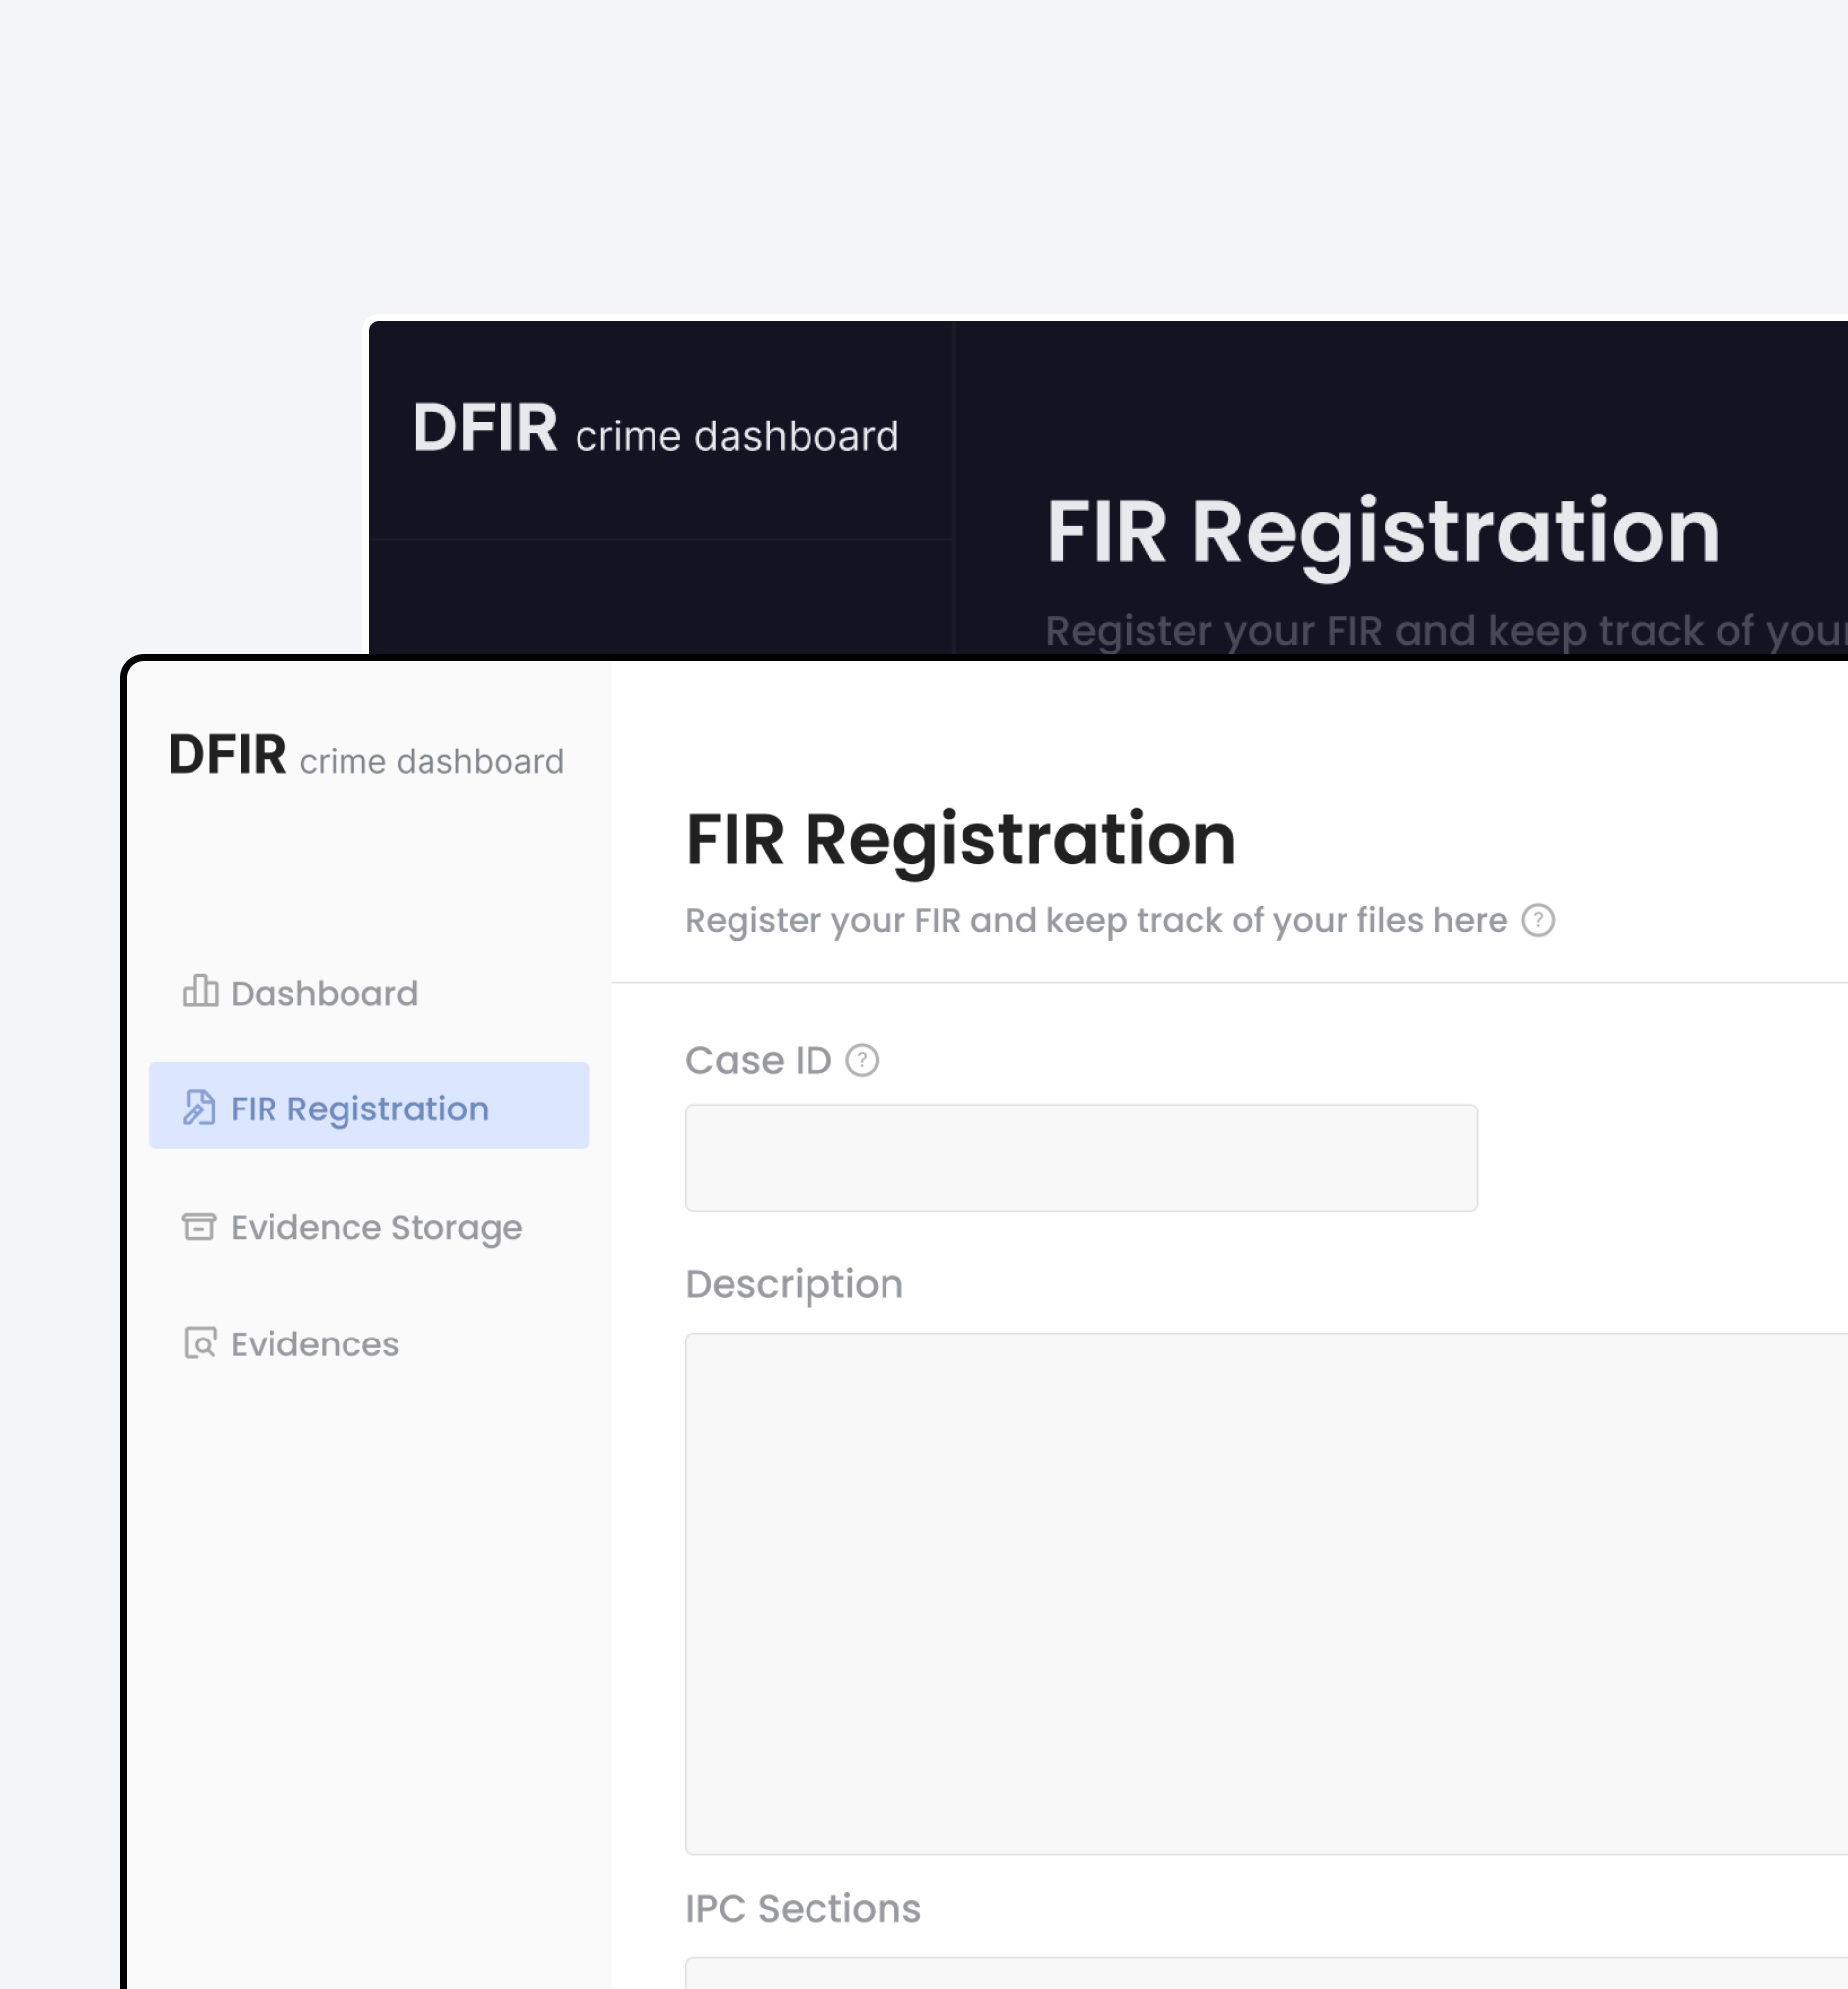 DFIR crime dashboard
FIR Registration
Register your FIR and keep track of your
DFIR crime dashboard
Dashboard
FIR Registration
Evidence Storage
Evidences
FIR Registration
Register your FIR and keep track of your files here ?
Case ID ?
Description
IPC Sections